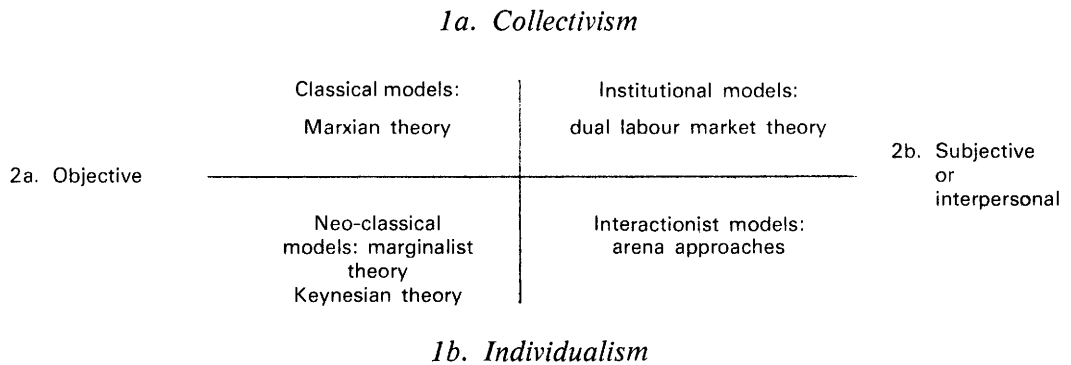 1a. Collectivism
Classical models:
Marxian theory
Institutional models:
dual labour market theory
2a. Objective
2b. Subjective
or
interpersonal
Neo-classical
models: marginalist
theory
Keynesian theory
Interactionist models:
arena approaches
1b. Individualism